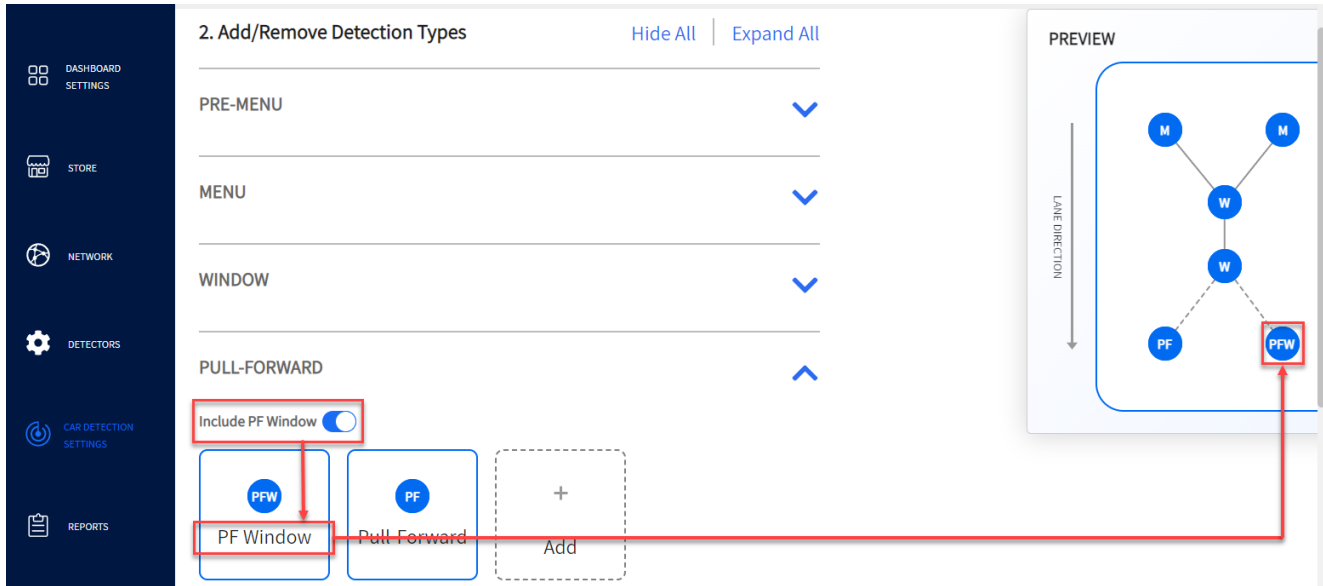 DASHBOARD
SETTINGS
STORE
NETWORK
DETECTORS
CAR DETECTION
SETTINGS
REPORTS
2. Add/Remove Detection Types
Hide All
Expand All
PRE-MENU
MENU
WINDOW
PULL-FORWARD
Include PF Window
PFW
PF Window
PF
Pull-Forward
+
Add
PREVIEW
LANE DIRECTION
M
M
W
W
PF
PFW